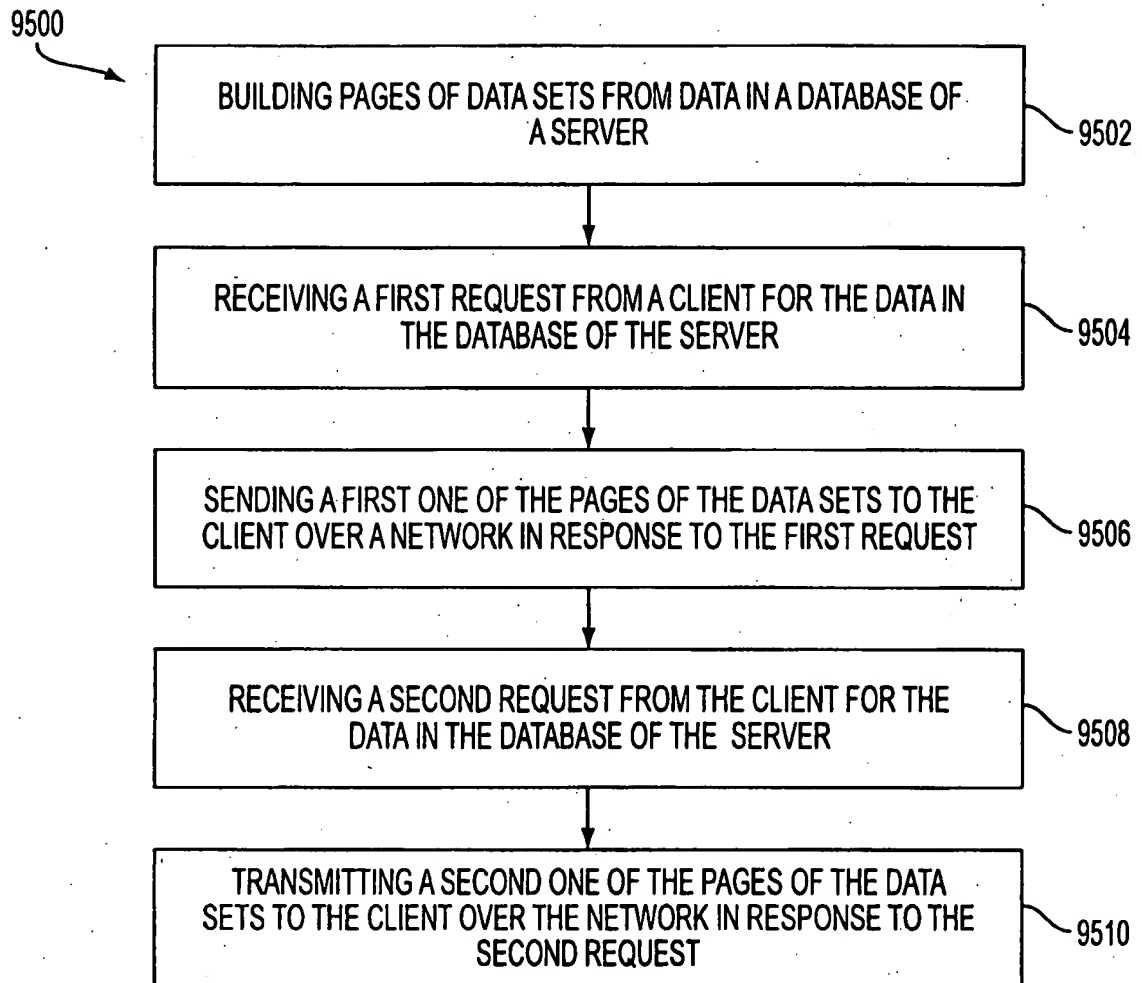 9500
BUILDING PAGES OF DATA SETS FROM DATA IN A DATABASE OF
A SERVER
9502
RECEIVING A FIRST REQUEST FROM A CLIENT FOR THE DATA IN
THE DATABASE OF THE SERVER
9504
SENDING A FIRST ONE OF THE PAGES OF THE DATA SETS TO THE
CLIENT OVER A NETWORK IN RESPONSE TO THE FIRST REQUEST
9506
RECEIVING A SECOND REQUEST FROM THE CLIENT FOR THE
DATA IN THE DATABASE OF THE SERVER
9508
TRANSMITTING A SECOND ONE OF THE PAGES OF THE DATA
SETS TO THE CLIENT OVER THE NETWORK IN RESPONSE TO THE
SECOND REQUEST
9510